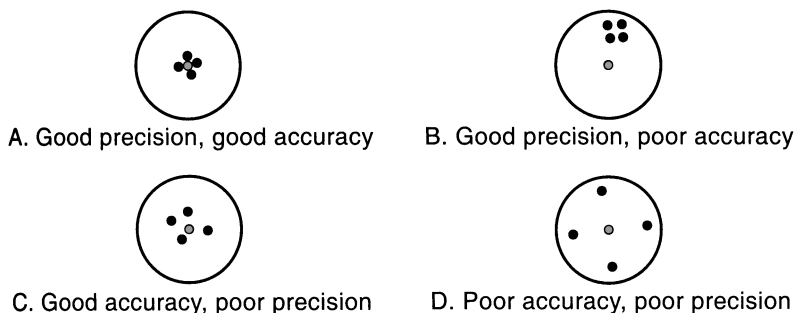 A. Good precision, good accuracy
B. Good precision, poor accuracy
C. Good accuracy, poor precision
D. Poor accuracy, poor precision